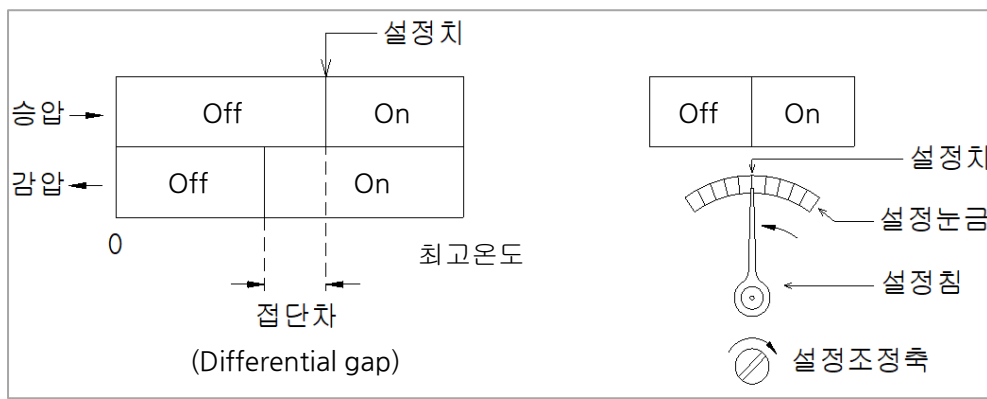 설정치
승압
Off
On
감압
Off
On
0
최고온도
접단차
(Differential gap)
Off
On
설정치
설정눈금
설정침
설정조정축